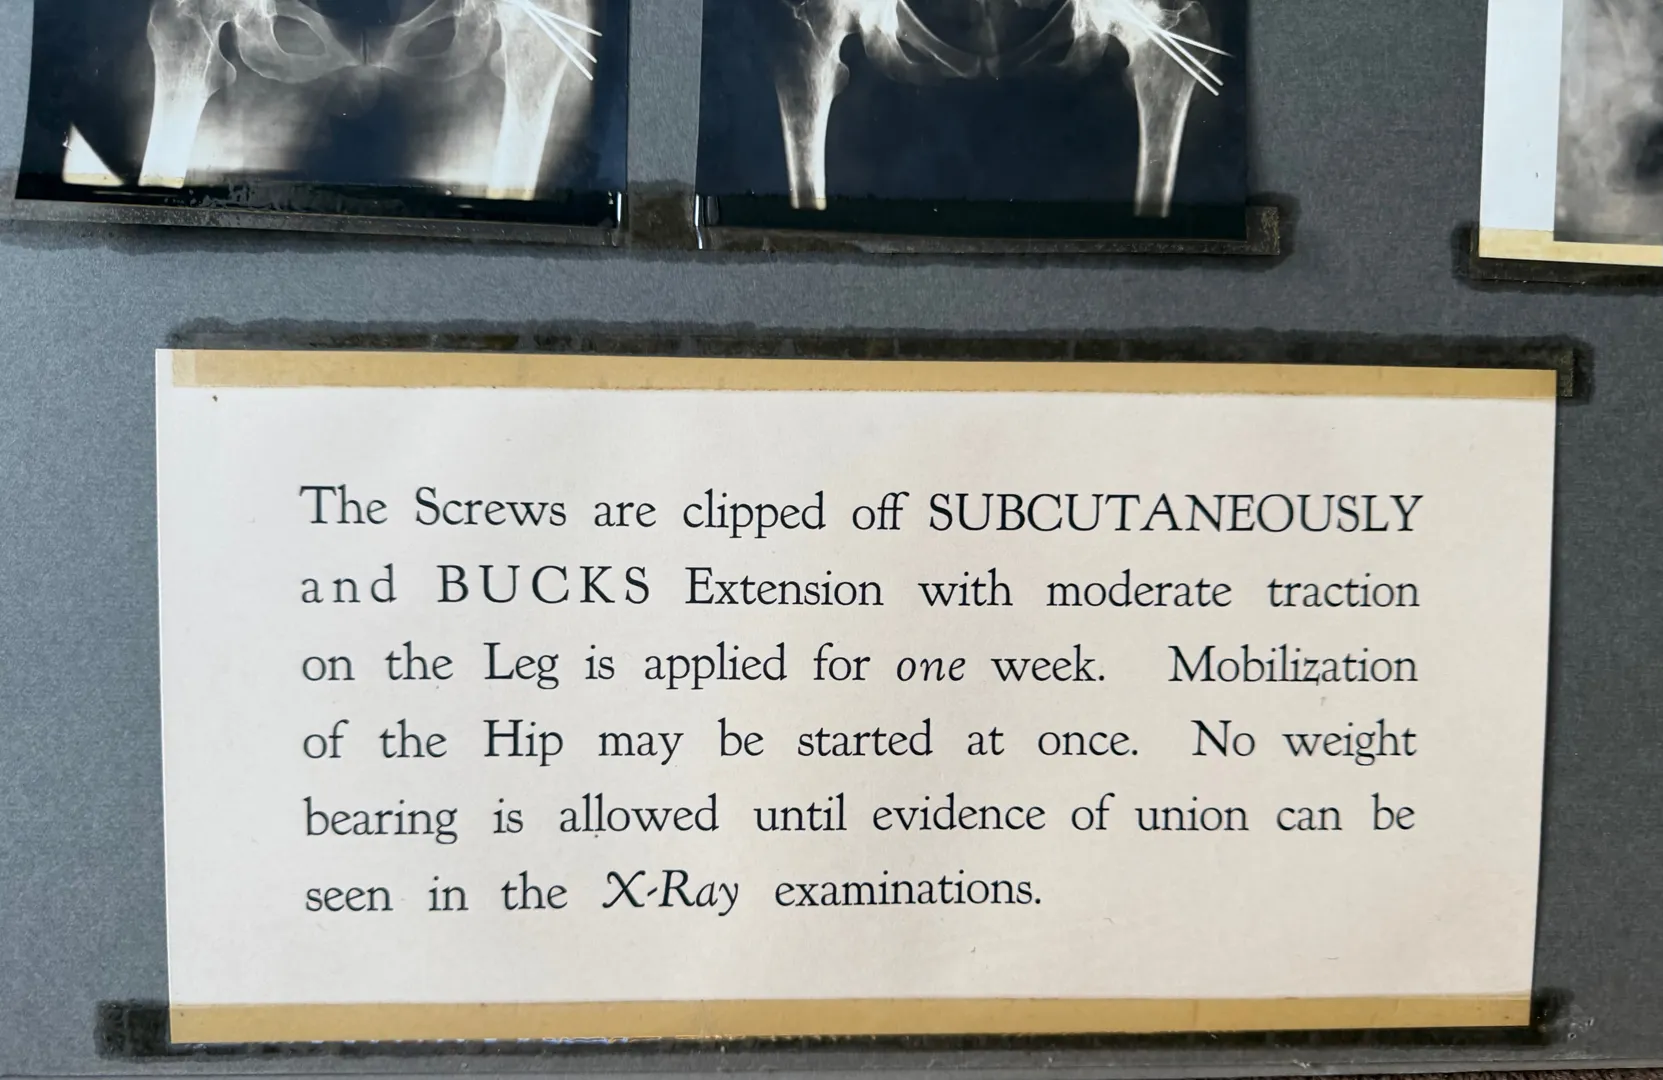 The Screws are clipped off SUBCUTANEOUSLY
and BUCKS Extension with moderate traction
on the Leg is applied for one week. Mobilization
of the Hip may be started at once. No weight
bearing is allowed until evidence of union can be
seen in the X-Ray examinations.